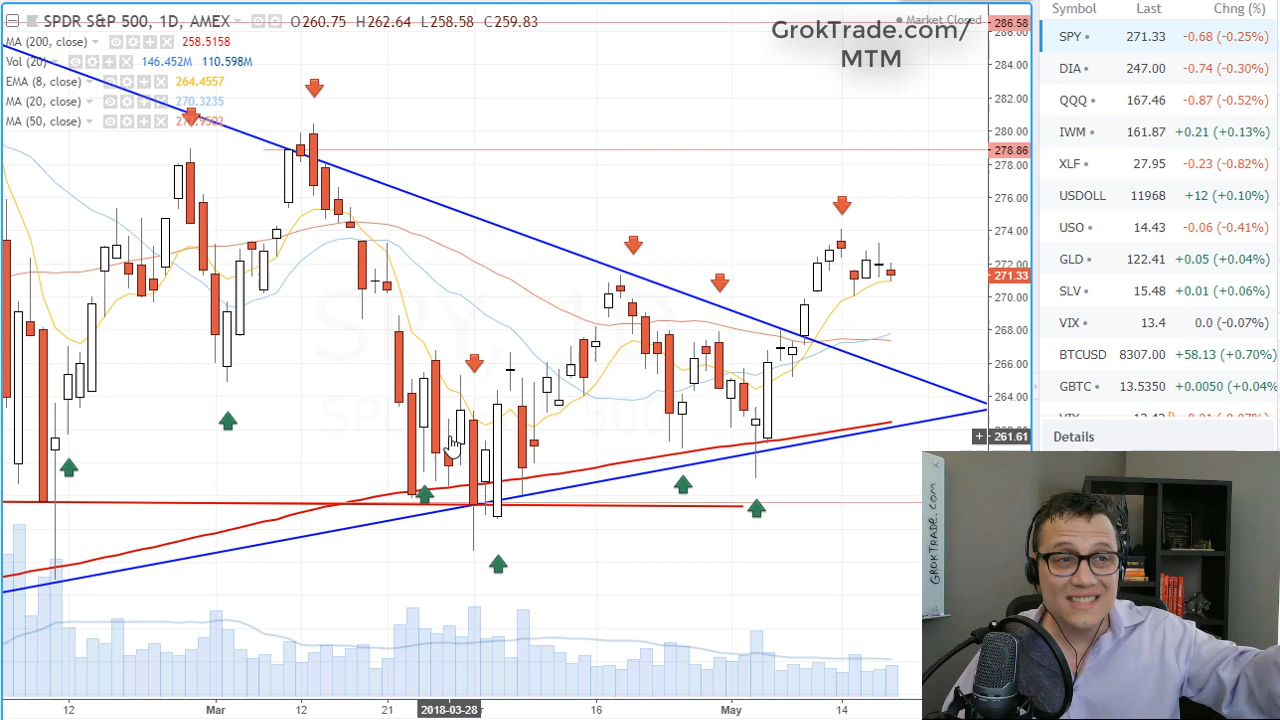 SPDR S&P 500, 1D, AMEX O260.75 H262.64 L258.58 C259.83
MA (200, close) 258.5158
Vol (20) 146.452M 110.598M
EMA (8, close) 264.4557
MA (20, close) 270.3235
MA (50, close)
Market Closed
GrokTrade.com/
MTM
286.58
286.00
284.00
282.00
280.00
278.86
278.00
276.00
274.00
272.00
271.33
270.00
268.00
266.00
264.00
261.61
12
Mar
12
21
2018-03-28
16
May
14
Symbol Last Chng (%)
SPY 271.33 -0.68 (-0.25%)
DIA 247.00 -0.74 (-0.30%)
QQQ 167.46 -0.87 (-0.52%)
IWM 161.87 +0.21 (+0.13%)
XLF 27.95 -0.23 (-0.82%)
USDOLL 11968 +12 (+0.10%)
USO 14.43 -0.06 (-0.41%)
GLD 122.41 +0.05 (+0.04%)
SLV 15.48 +0.01 (+0.06%)
VIX 13.4 0.0 (-0.07%)
BTCUSD 8307.00 +58.13 (+0.70%)
GBTC 13.5350 +0.0050 (+0.04%
Details
GROKTRADE.COM